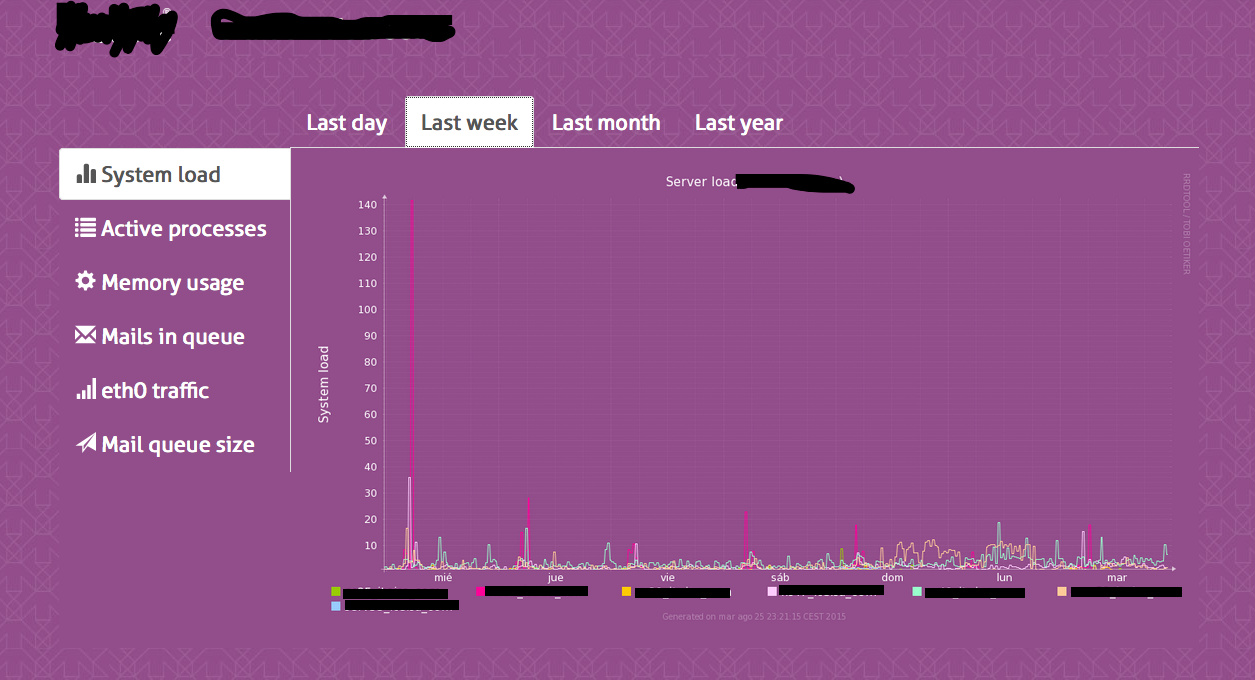 ®
Last day Last week Last month Last year
System load
Active processes
Memory usage
Mails in queue
eth0 traffic
Mail queue size
Server load
RRDTOOL / TOBI OETIKER
System load
140
130
120
110
100
90
80
70
60
50
40
30
20
10
mié jue vie sáb dom lun mar
Generated on mar ago 25 23:21:15 CEST 2015